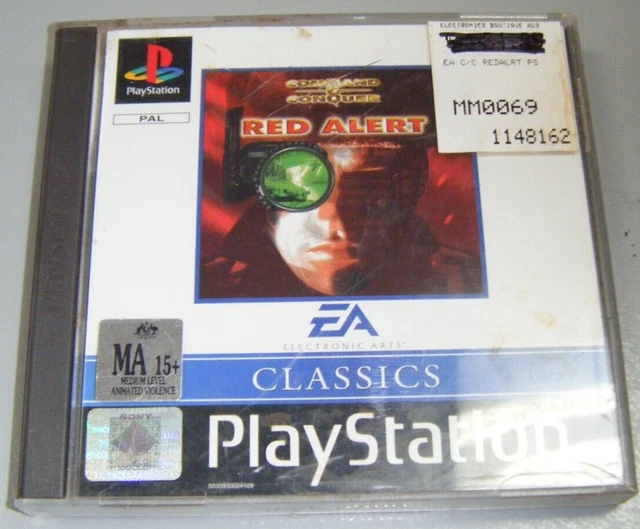 PlayStation
PAL
ELECTRONICS BOUTIQUE AUS
EA:C/C REDALRT PS
MM0069
1148162
COMMAND
& CONQUER
RED ALERT
EA
ELECTRONIC ARTS™
MA 15+
MEDIUM LEVEL
ANIMATED VIOLENCE
CLASSICS
SONY
PlayStation